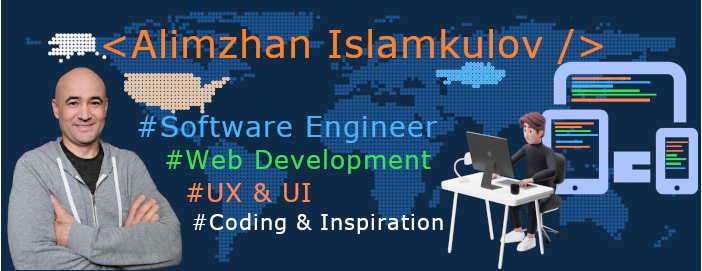 <Alimzhan Islamkulov />
#Software Engineer
#Web Development
#UX & UI
#Coding & Inspiration